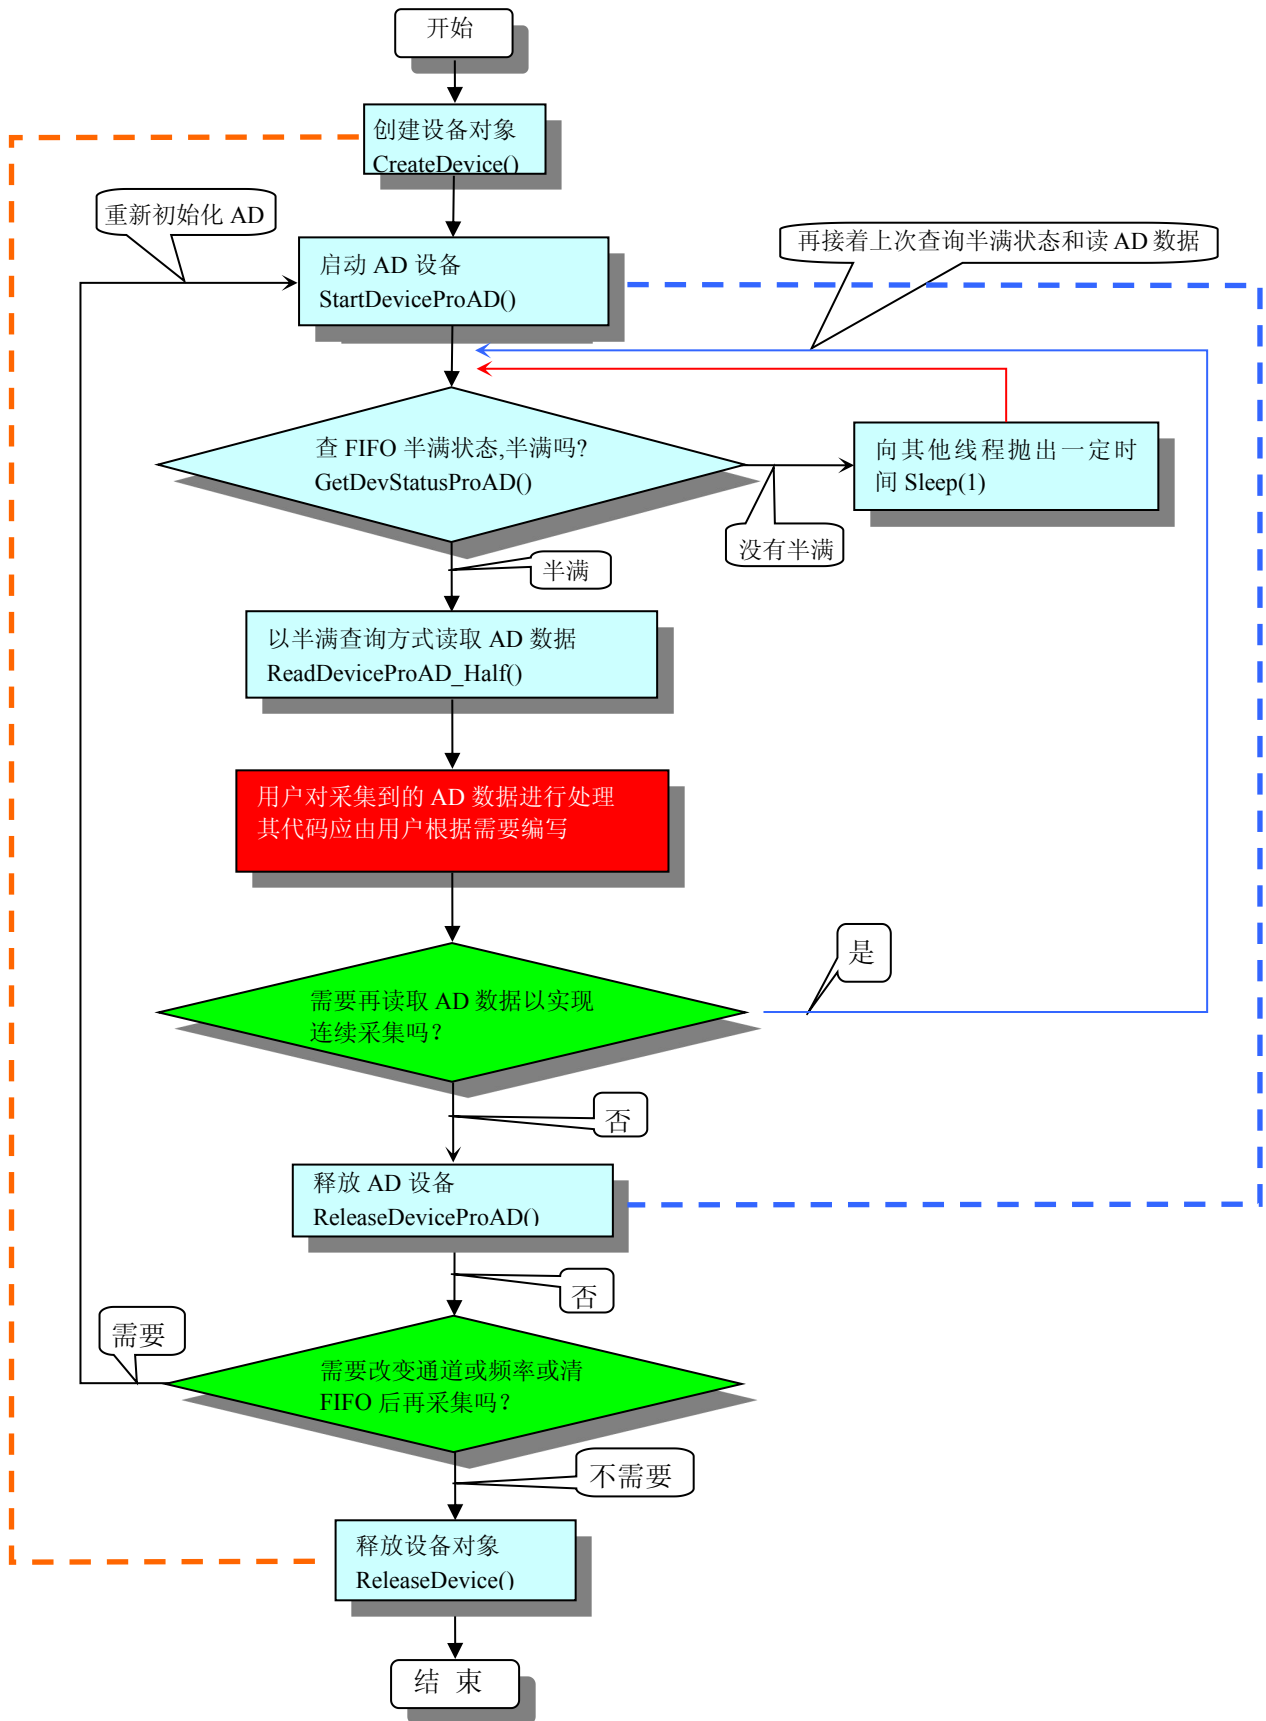 开始
创建设备对象
CreateDevice()
重新初始化 AD
再接着上次查询半满状态和读 AD 数据
启动 AD 设备
StartDeviceProAD()
查 FIFO 半满状态,半满吗?
GetDevStatusProAD()
向其他线程抛出一定时
间 Sleep(1)
没有半满
半满
以半满查询方式读取 AD 数据
ReadDeviceProAD_Half()
用户对采集到的 AD 数据进行处理
其代码应由用户根据需要编写
是
需要再读取 AD 数据以实现
连续采集吗?
否
释放 AD 设备
ReleaseDeviceProAD()
否
需要
需要改变通道或频率或清
FIFO 后再采集吗?
不需要
释放设备对象
ReleaseDevice()
结 束